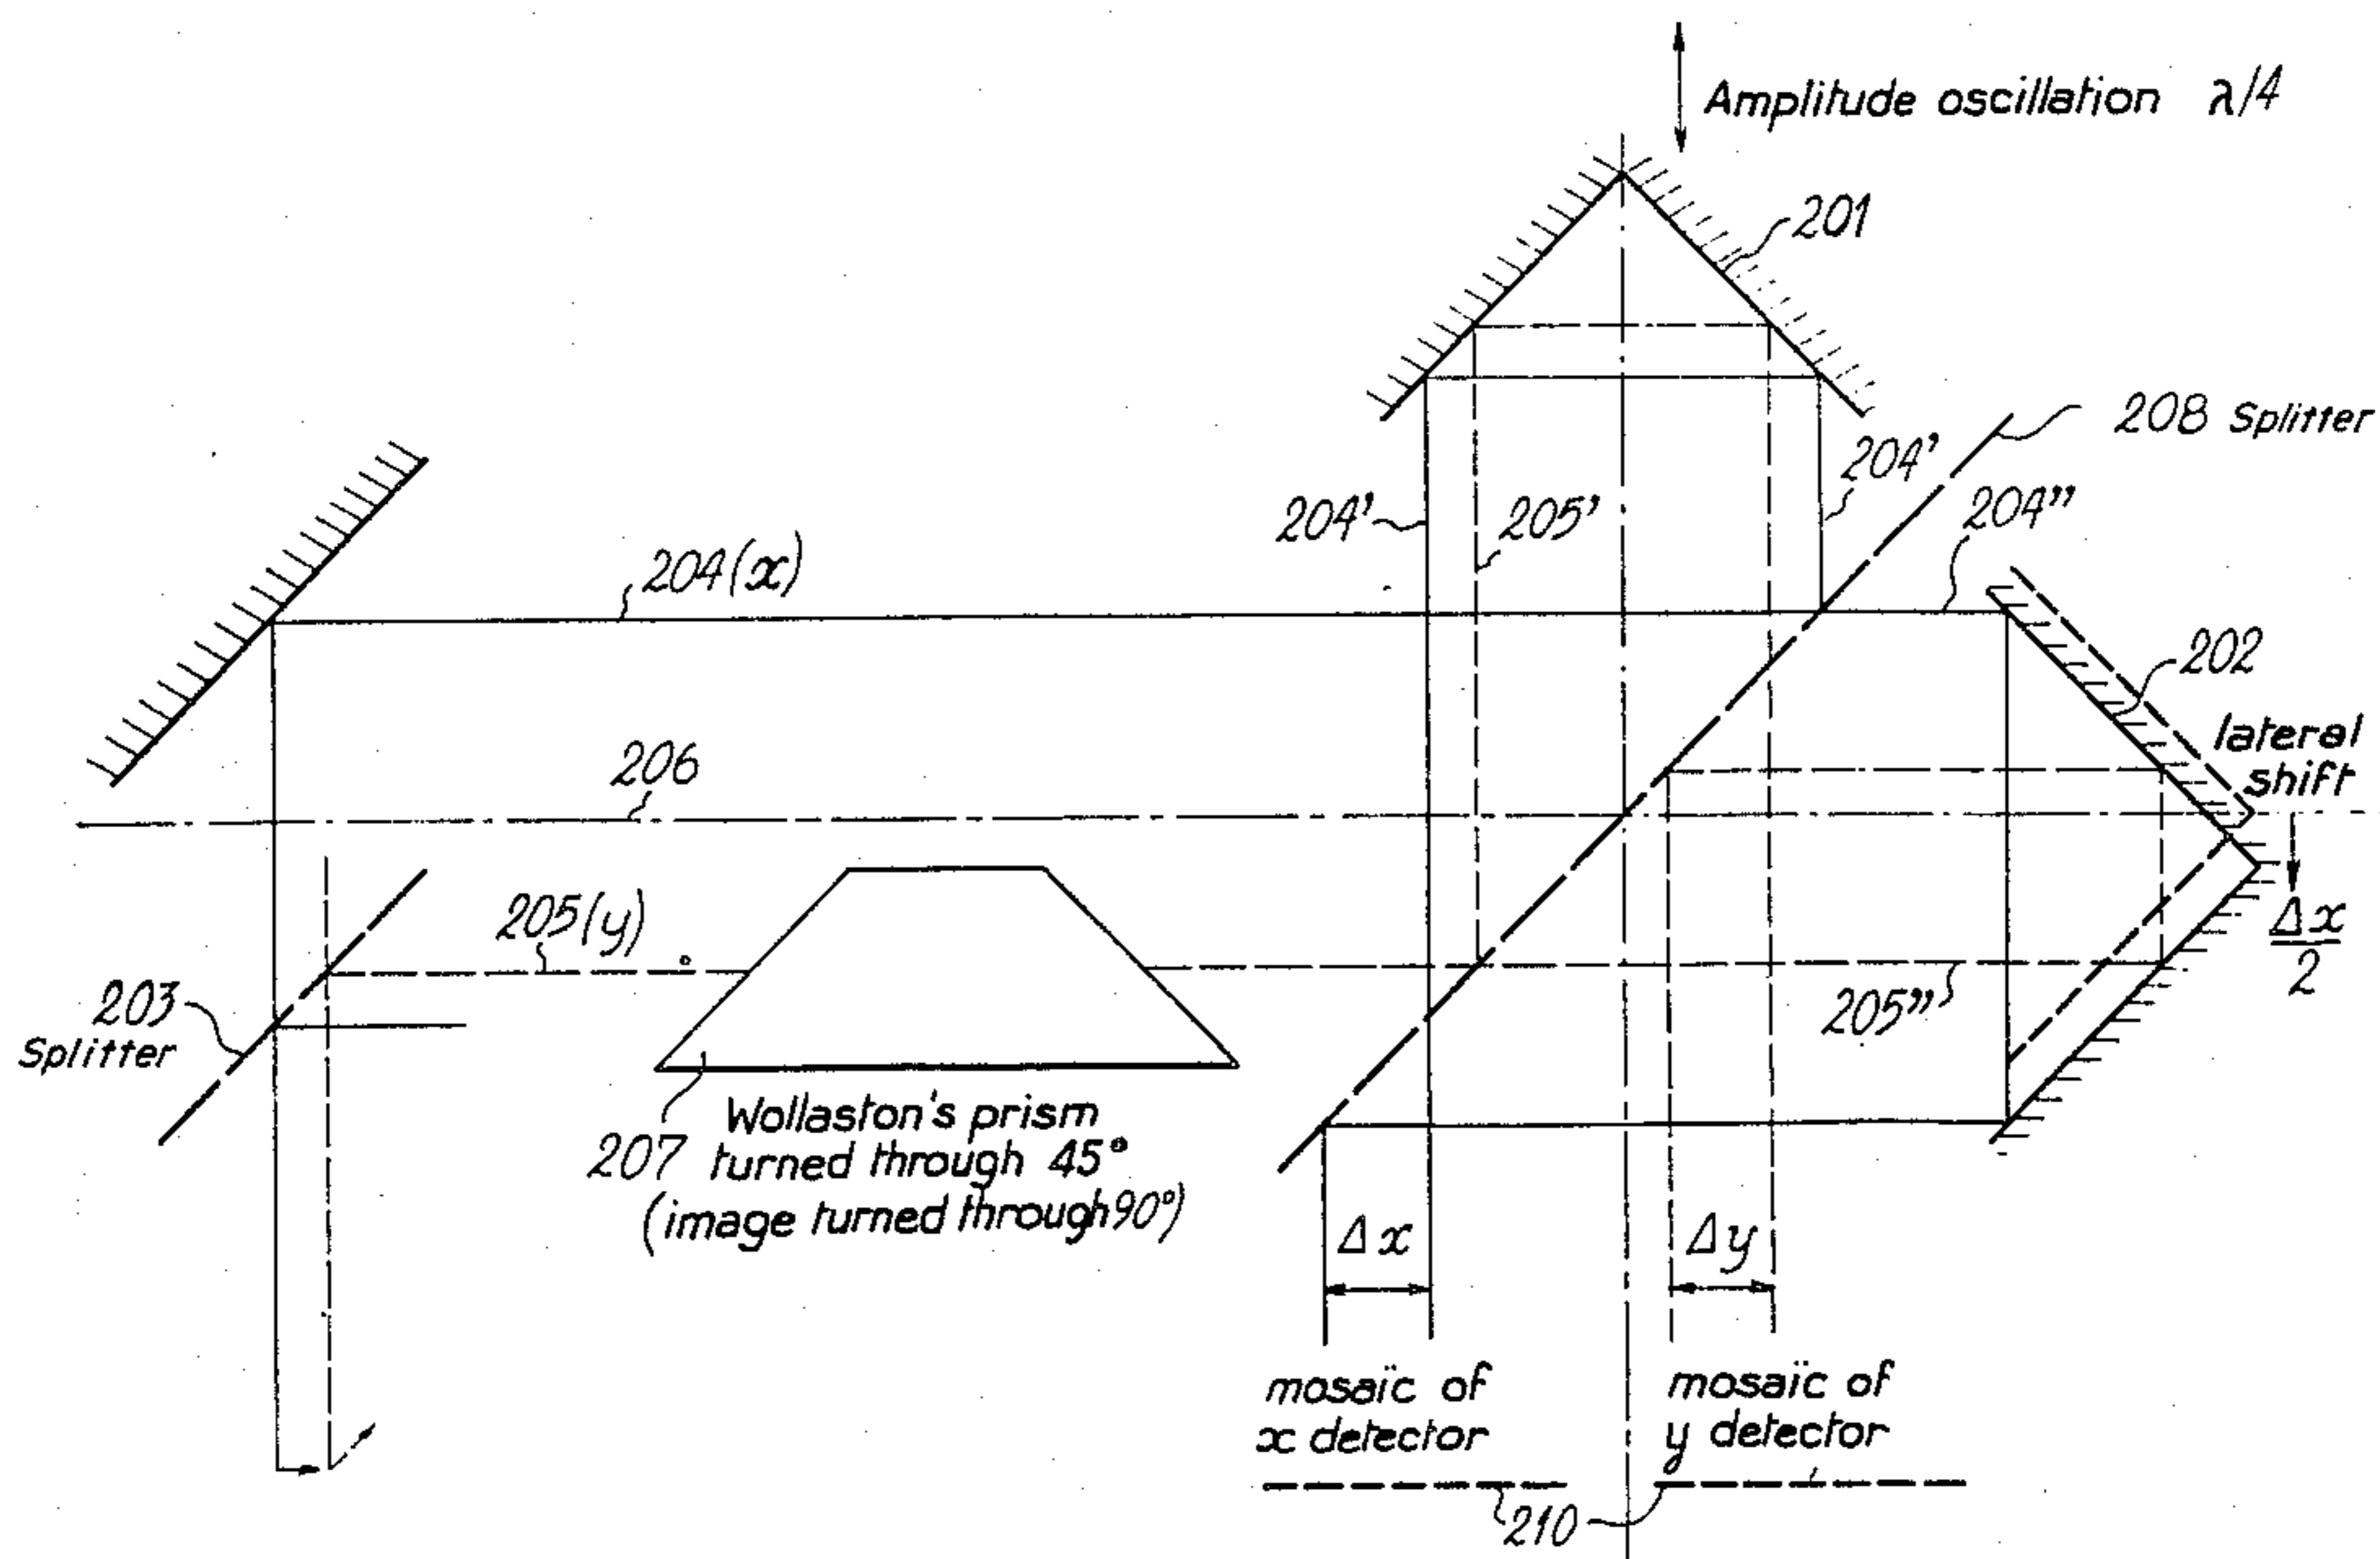 Amplitude oscillation λ/4
201
208 Splitter
204'
204'
205'
204"
204(x)
202
lateral
shift
206
Δx
2
205(y)
203
Splitter
205"
Wollaston's prism
207 turned through 45°
(image turned through 90°)
Δx
Δy
mosaïc of
x detector
mosaïc of
y detector
210